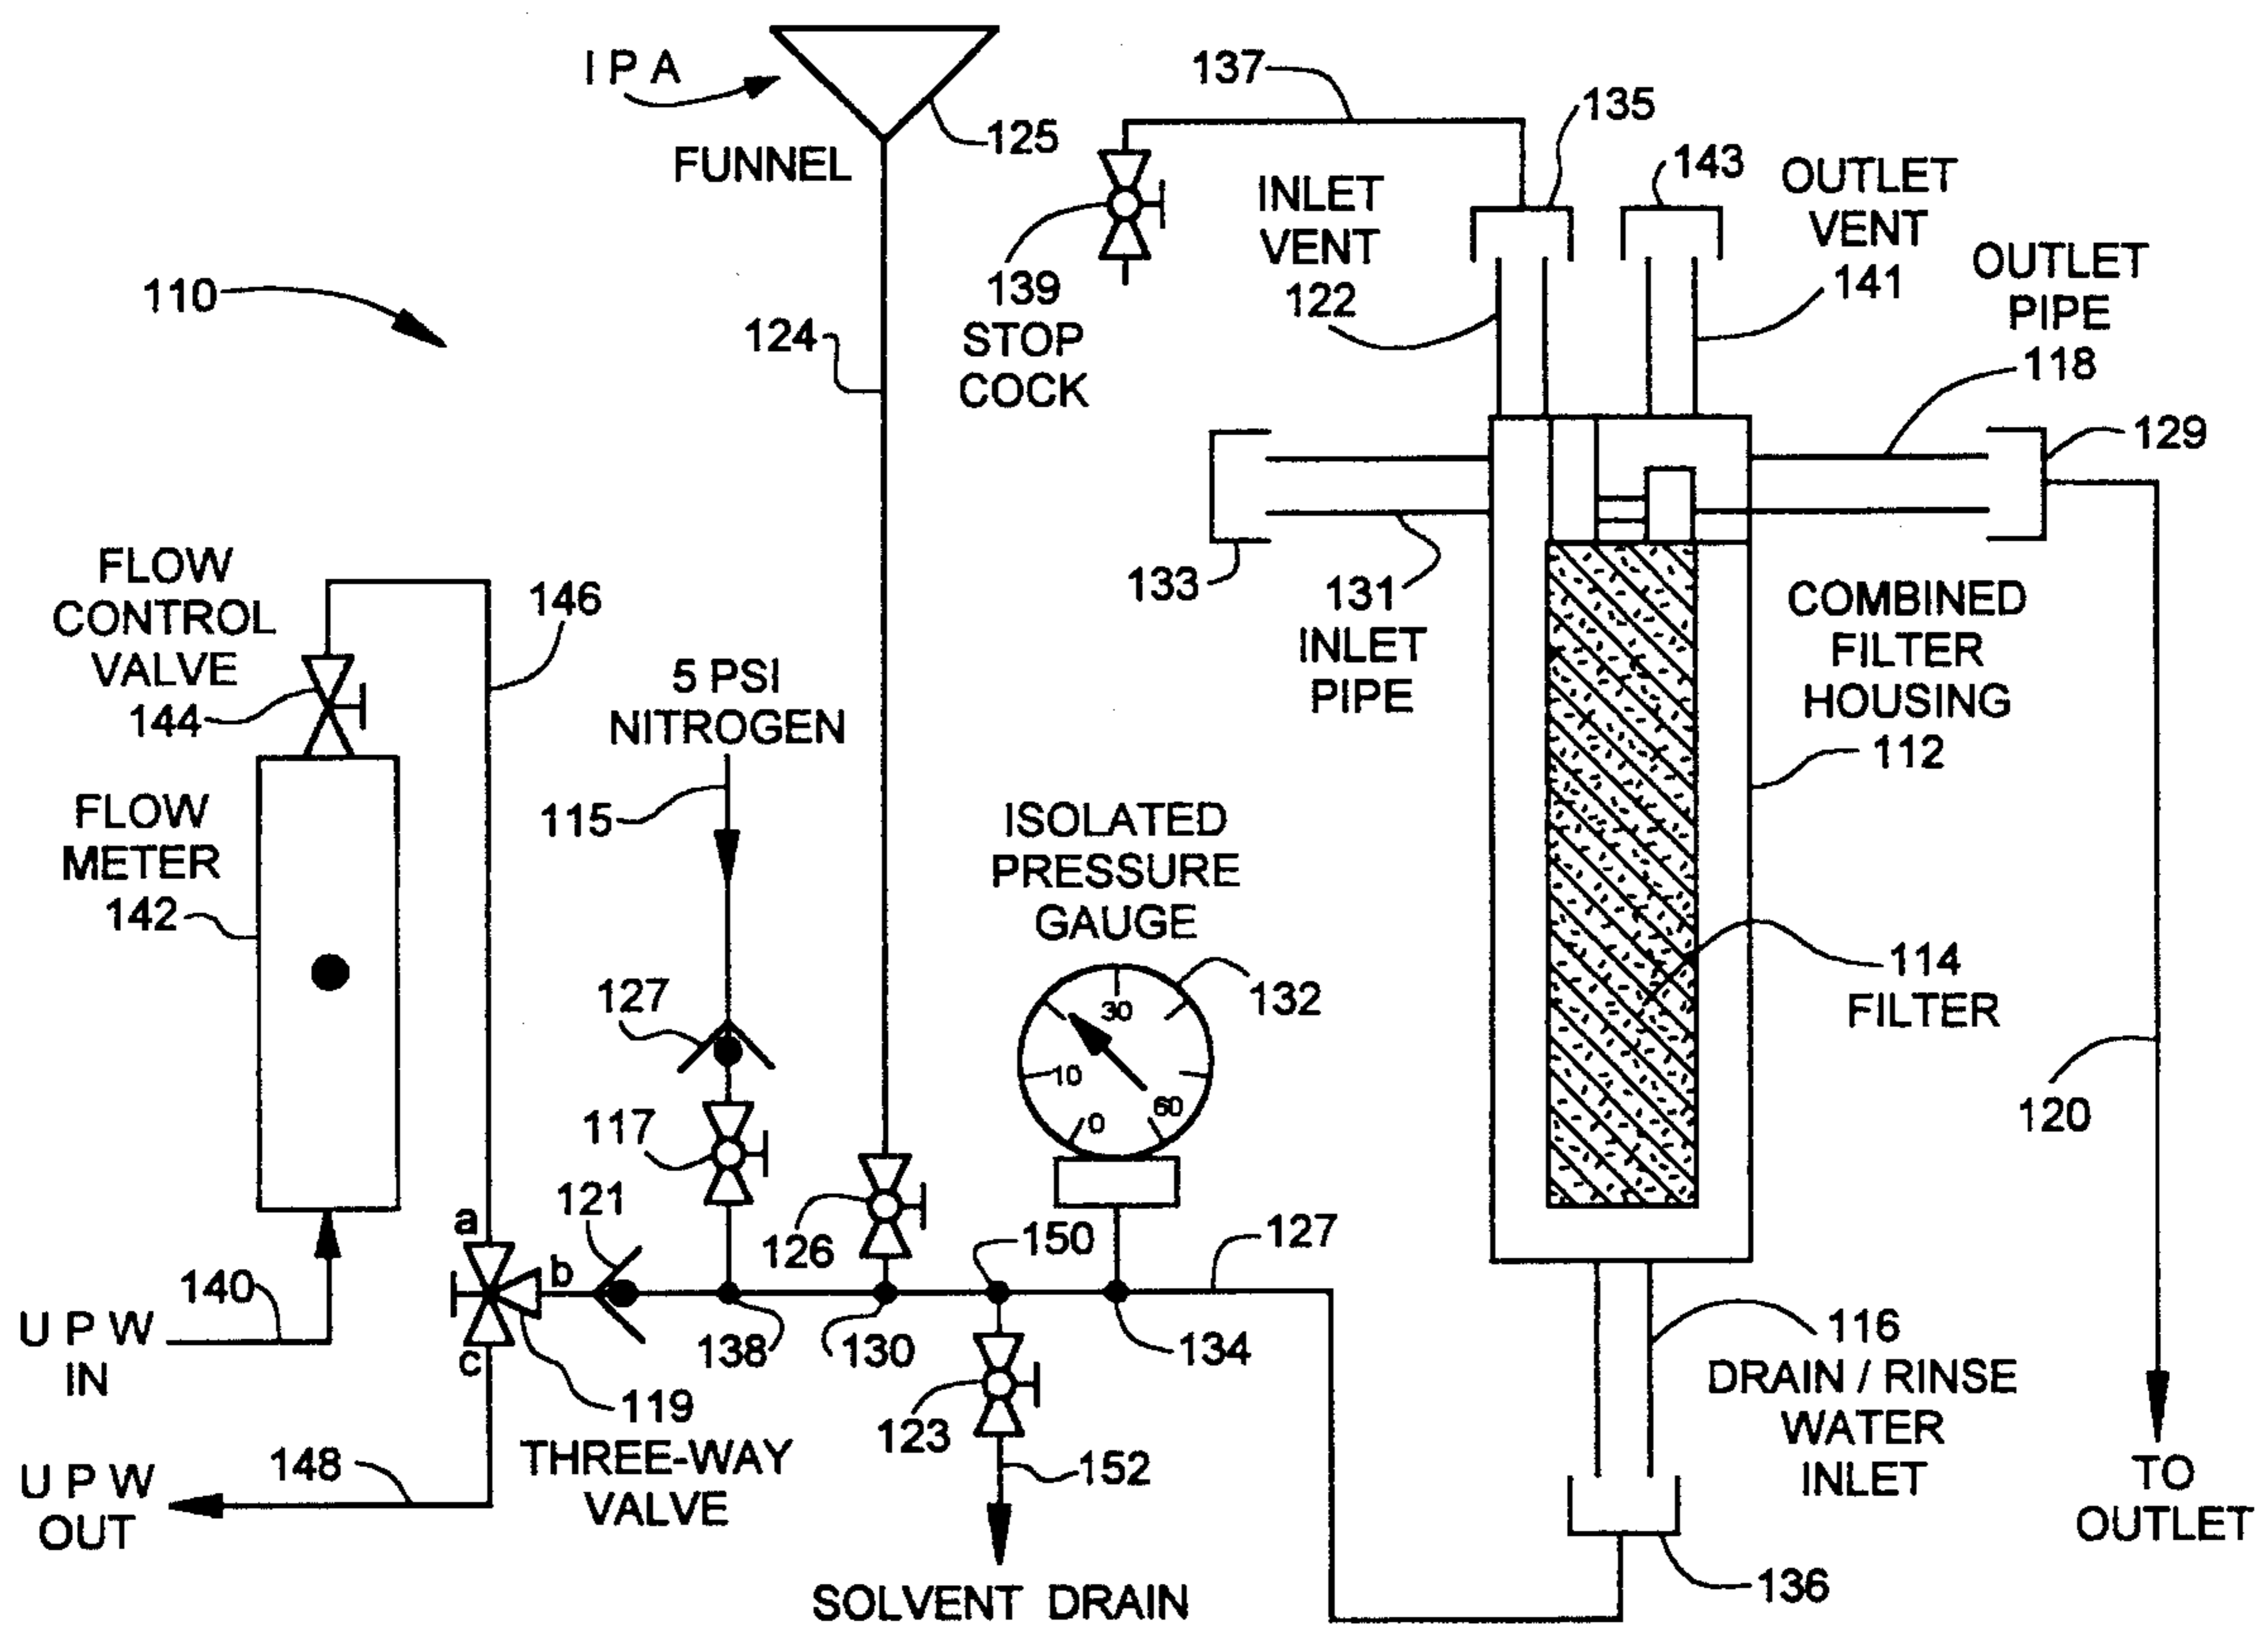 I P A
FUNNEL
125
137
135
143
INLET
VENT
122
OUTLET
VENT
141
OUTLET
PIPE
118
129
139
STOP
COCK
110
124
133
131
INLET
PIPE
FLOW
CONTROL
VALVE
144
146
5 PSI
NITROGEN
115
COMBINED
FILTER
HOUSING
112
FLOW
METER
142
ISOLATED
PRESSURE
GAUGE
132
30
10
0
60
114
FILTER
127
117
120
121
126
150
127
a
b
c
140
U P W
IN
138
130
134
119
THREE-WAY
VALVE
123
116
DRAIN / RINSE
WATER
INLET
148
U P W
OUT
152
SOLVENT DRAIN
136
TO
OUTLET